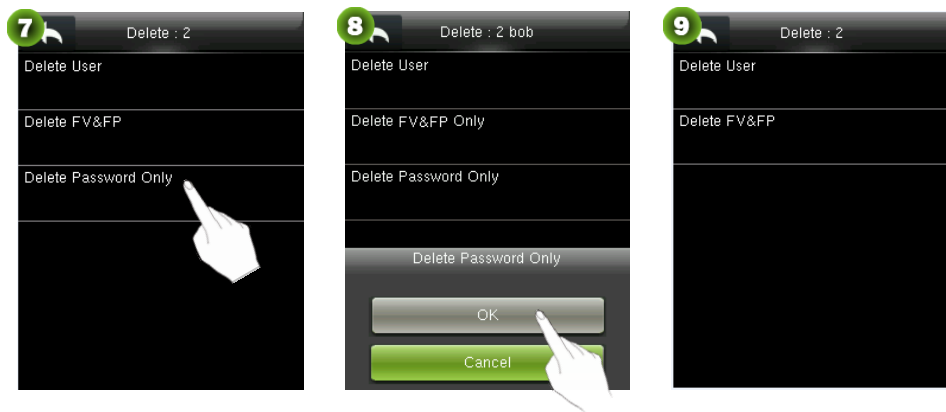 7
Delete : 2
Delete User
Delete FV&FP
Delete Password Only
8
Delete : 2 bob
Delete User
Delete FV&FP Only
Delete Password Only
Delete Password Only
OK
Cancel
9
Delete : 2
Delete User
Delete FV&FP